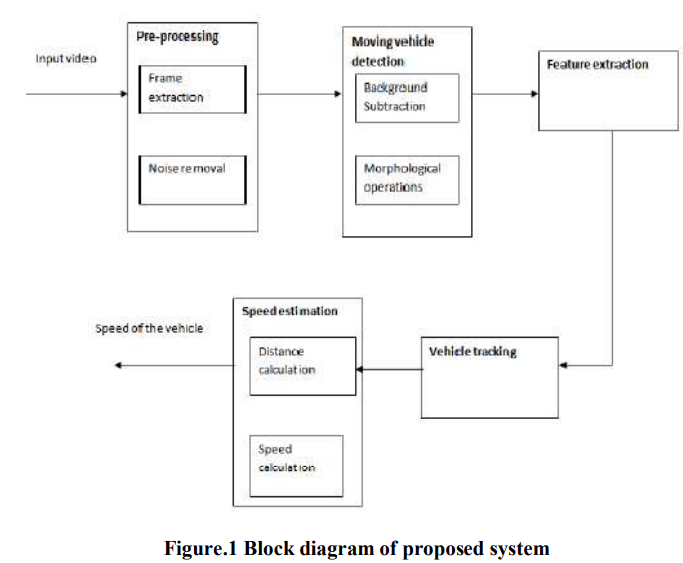 Input video
Pre-processing
Frame
extraction
Noise removal
Moving vehicle
detection
Background
Subtraction
Morphological
operations
Feature extraction
Vehicle tracking
Speed estimation
Distance
calculation
Speed
calculation
Speed of the vehicle
Figure.1 Block diagram of proposed system